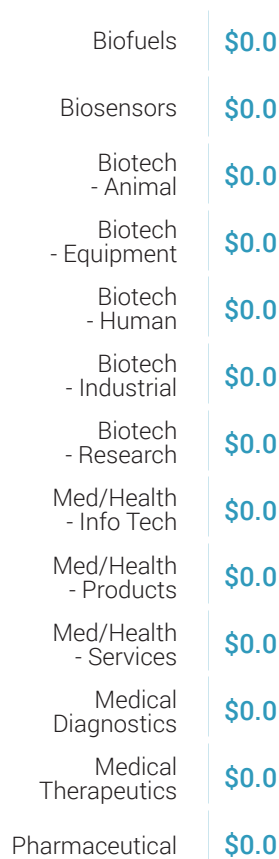 Biofuels $0.0
Biosensors $0.0
Biotech
- Animal $0.0
Biotech
- Equipment $0.0
Biotech
- Human $0.0
Biotech
- Industrial $0.0
Biotech
- Research $0.0
Med/Health
- Info Tech $0.0
Med/Health
- Products $0.0
Med/Health
- Services $0.0
Medical
Diagnostics $0.0
Medical
Therapeutics $0.0
Pharmaceutical $0.0